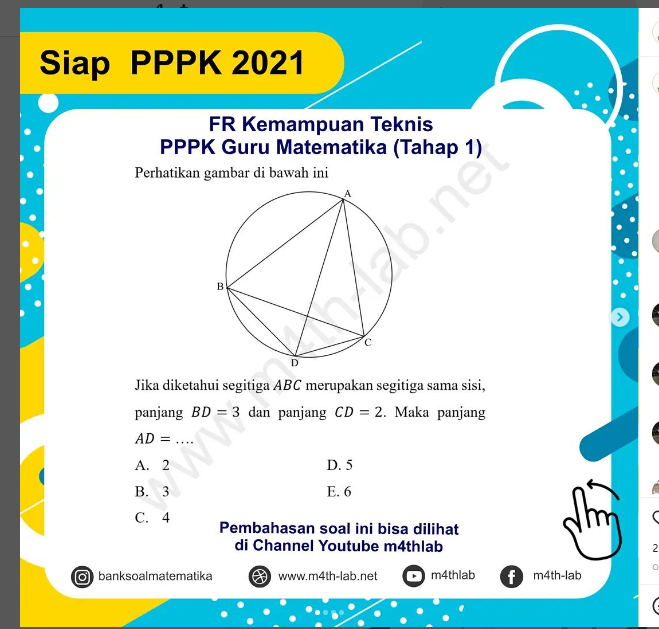 Siap PPPK 2021
FR Kemampuan Teknis
PPPK Guru Matematika (Tahap 1)
Perhatikan gambar di bawah ini
A
B
C
D
Jika diketahui segitiga ABC merupakan segitiga sama sisi,
panjang BD = 3 dan panjang CD = 2. Maka panjang
AD = ....
A. 2
D. 5
B. 3
E. 6
C. 4
Pembahasan soal ini bisa dilihat
di Channel Youtube m4thlab
banksoalmatematika
www.m4th-lab.net
m4thlab
m4th-lab
www.m4th-lab.net